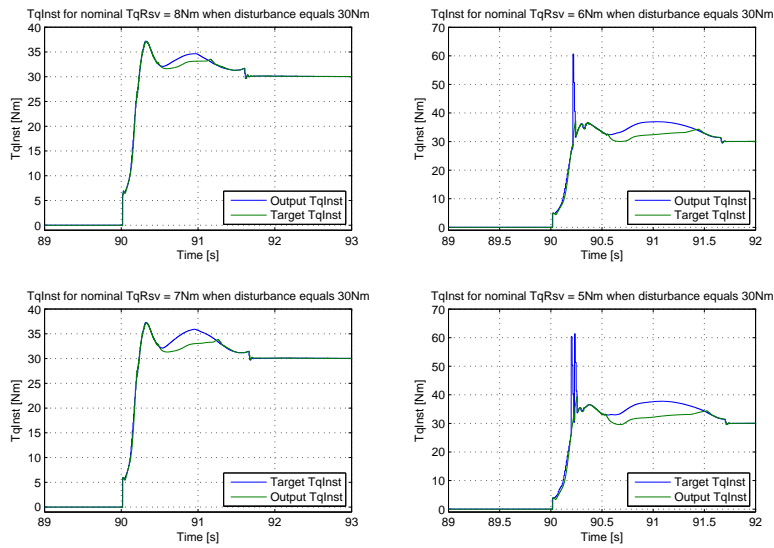 TqInst for nominal TqRsv = 8Nm when disturbance equals 30Nm
40
35
30
25
20
15
10
5
0
TqInst [Nm]
89
90
91
92
93
Time [s]
Output TqInst
Target TqInst
TqInst for nominal TqRsv = 6Nm when disturbance equals 30Nm
70
60
50
40
30
20
10
0
TqInst [Nm]
89
89.5
90
90.5
91
91.5
92
Time [s]
Output TqInst
Target TqInst
TqInst for nominal TqRsv = 7Nm when disturbance equals 30Nm
40
35
30
25
20
15
10
5
0
TqInst [Nm]
89
90
91
92
93
Time [s]
Target TqInst
Output TqInst
TqInst for nominal TqRsv = 5Nm when disturbance equals 30Nm
70
60
50
40
30
20
10
0
TqInst [Nm]
89
89.5
90
90.5
91
91.5
92
Time [s]
Target TqInst
Output TqInst